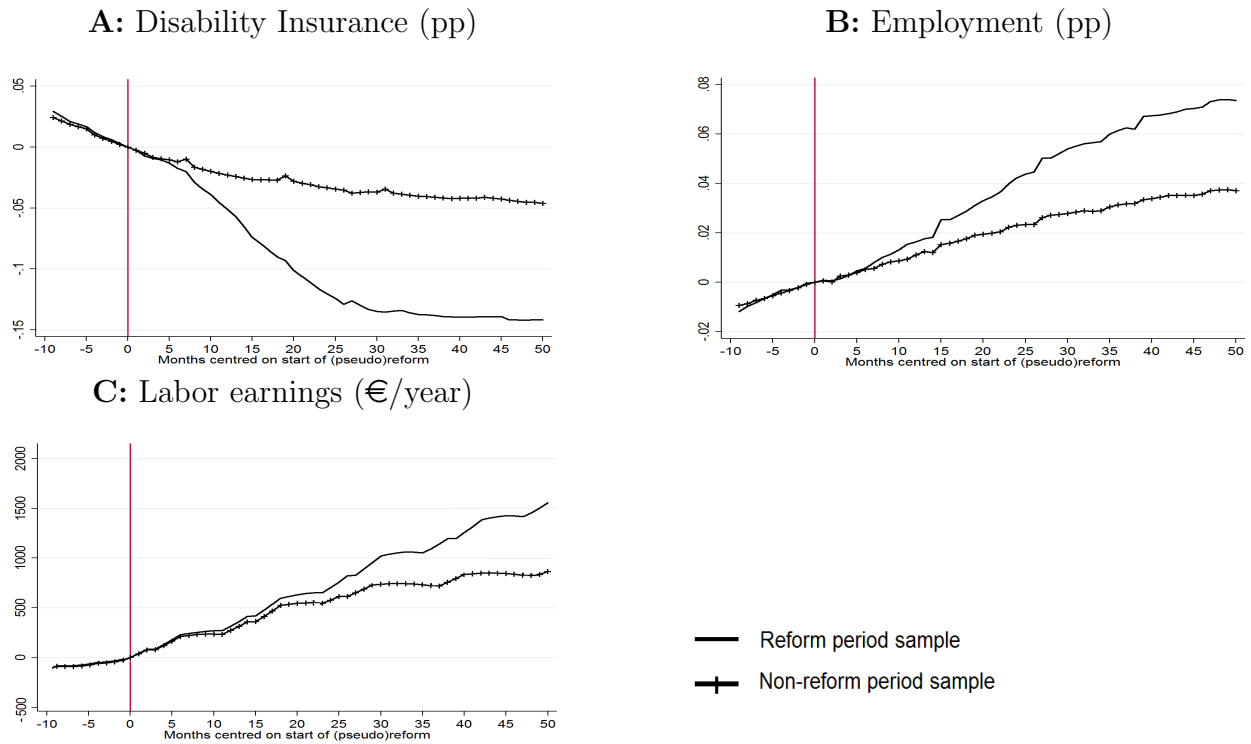 A: Disability Insurance (pp)
.05
0
-.05
-.1
-.15
-10 -5 0 5 10 15 20 25 30 35 40 45 50
Months centred on start of (pseudo)reform
B: Employment (pp)
.08
.06
.04
.02
0
-.02
-10 -5 0 5 10 15 20 25 30 35 40 45 50
Months centred on start of (pseudo)reform
C: Labor earnings (€/year)
2000
1500
1000
500
0
-500
-10 -5 0 5 10 15 20 25 30 35 40 45 50
Months centred on start of (pseudo)reform
Reform period sample
Non-reform period sample